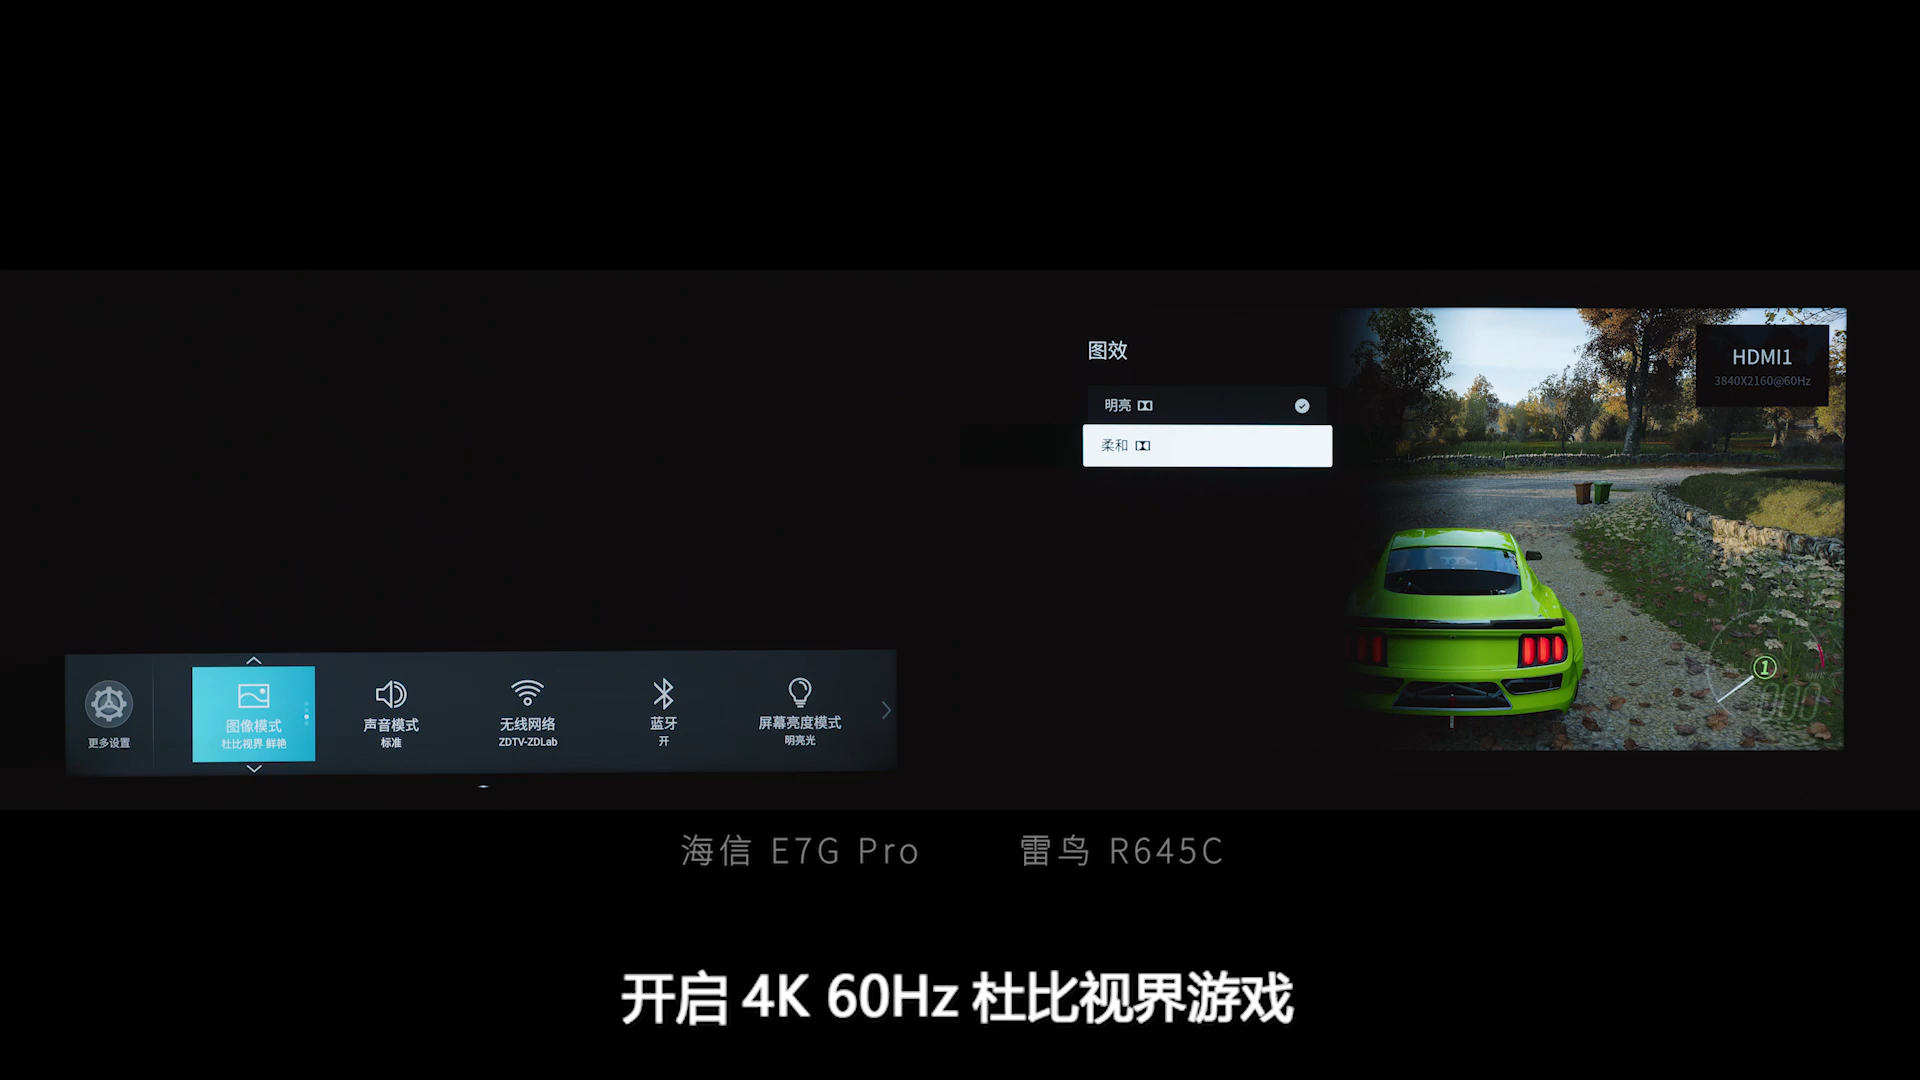 图效
明亮
柔和
HDMI1
3840X2160@60Hz
1
000
更多设置
图像模式
杜比视界 鲜艳
声音模式
标准
无线网络
ZDTV-ZDLab
蓝牙
开
屏幕亮度模式
明亮光
海信 E7G Pro
雷鸟 R645C
开启 4K 60Hz 杜比视界游戏